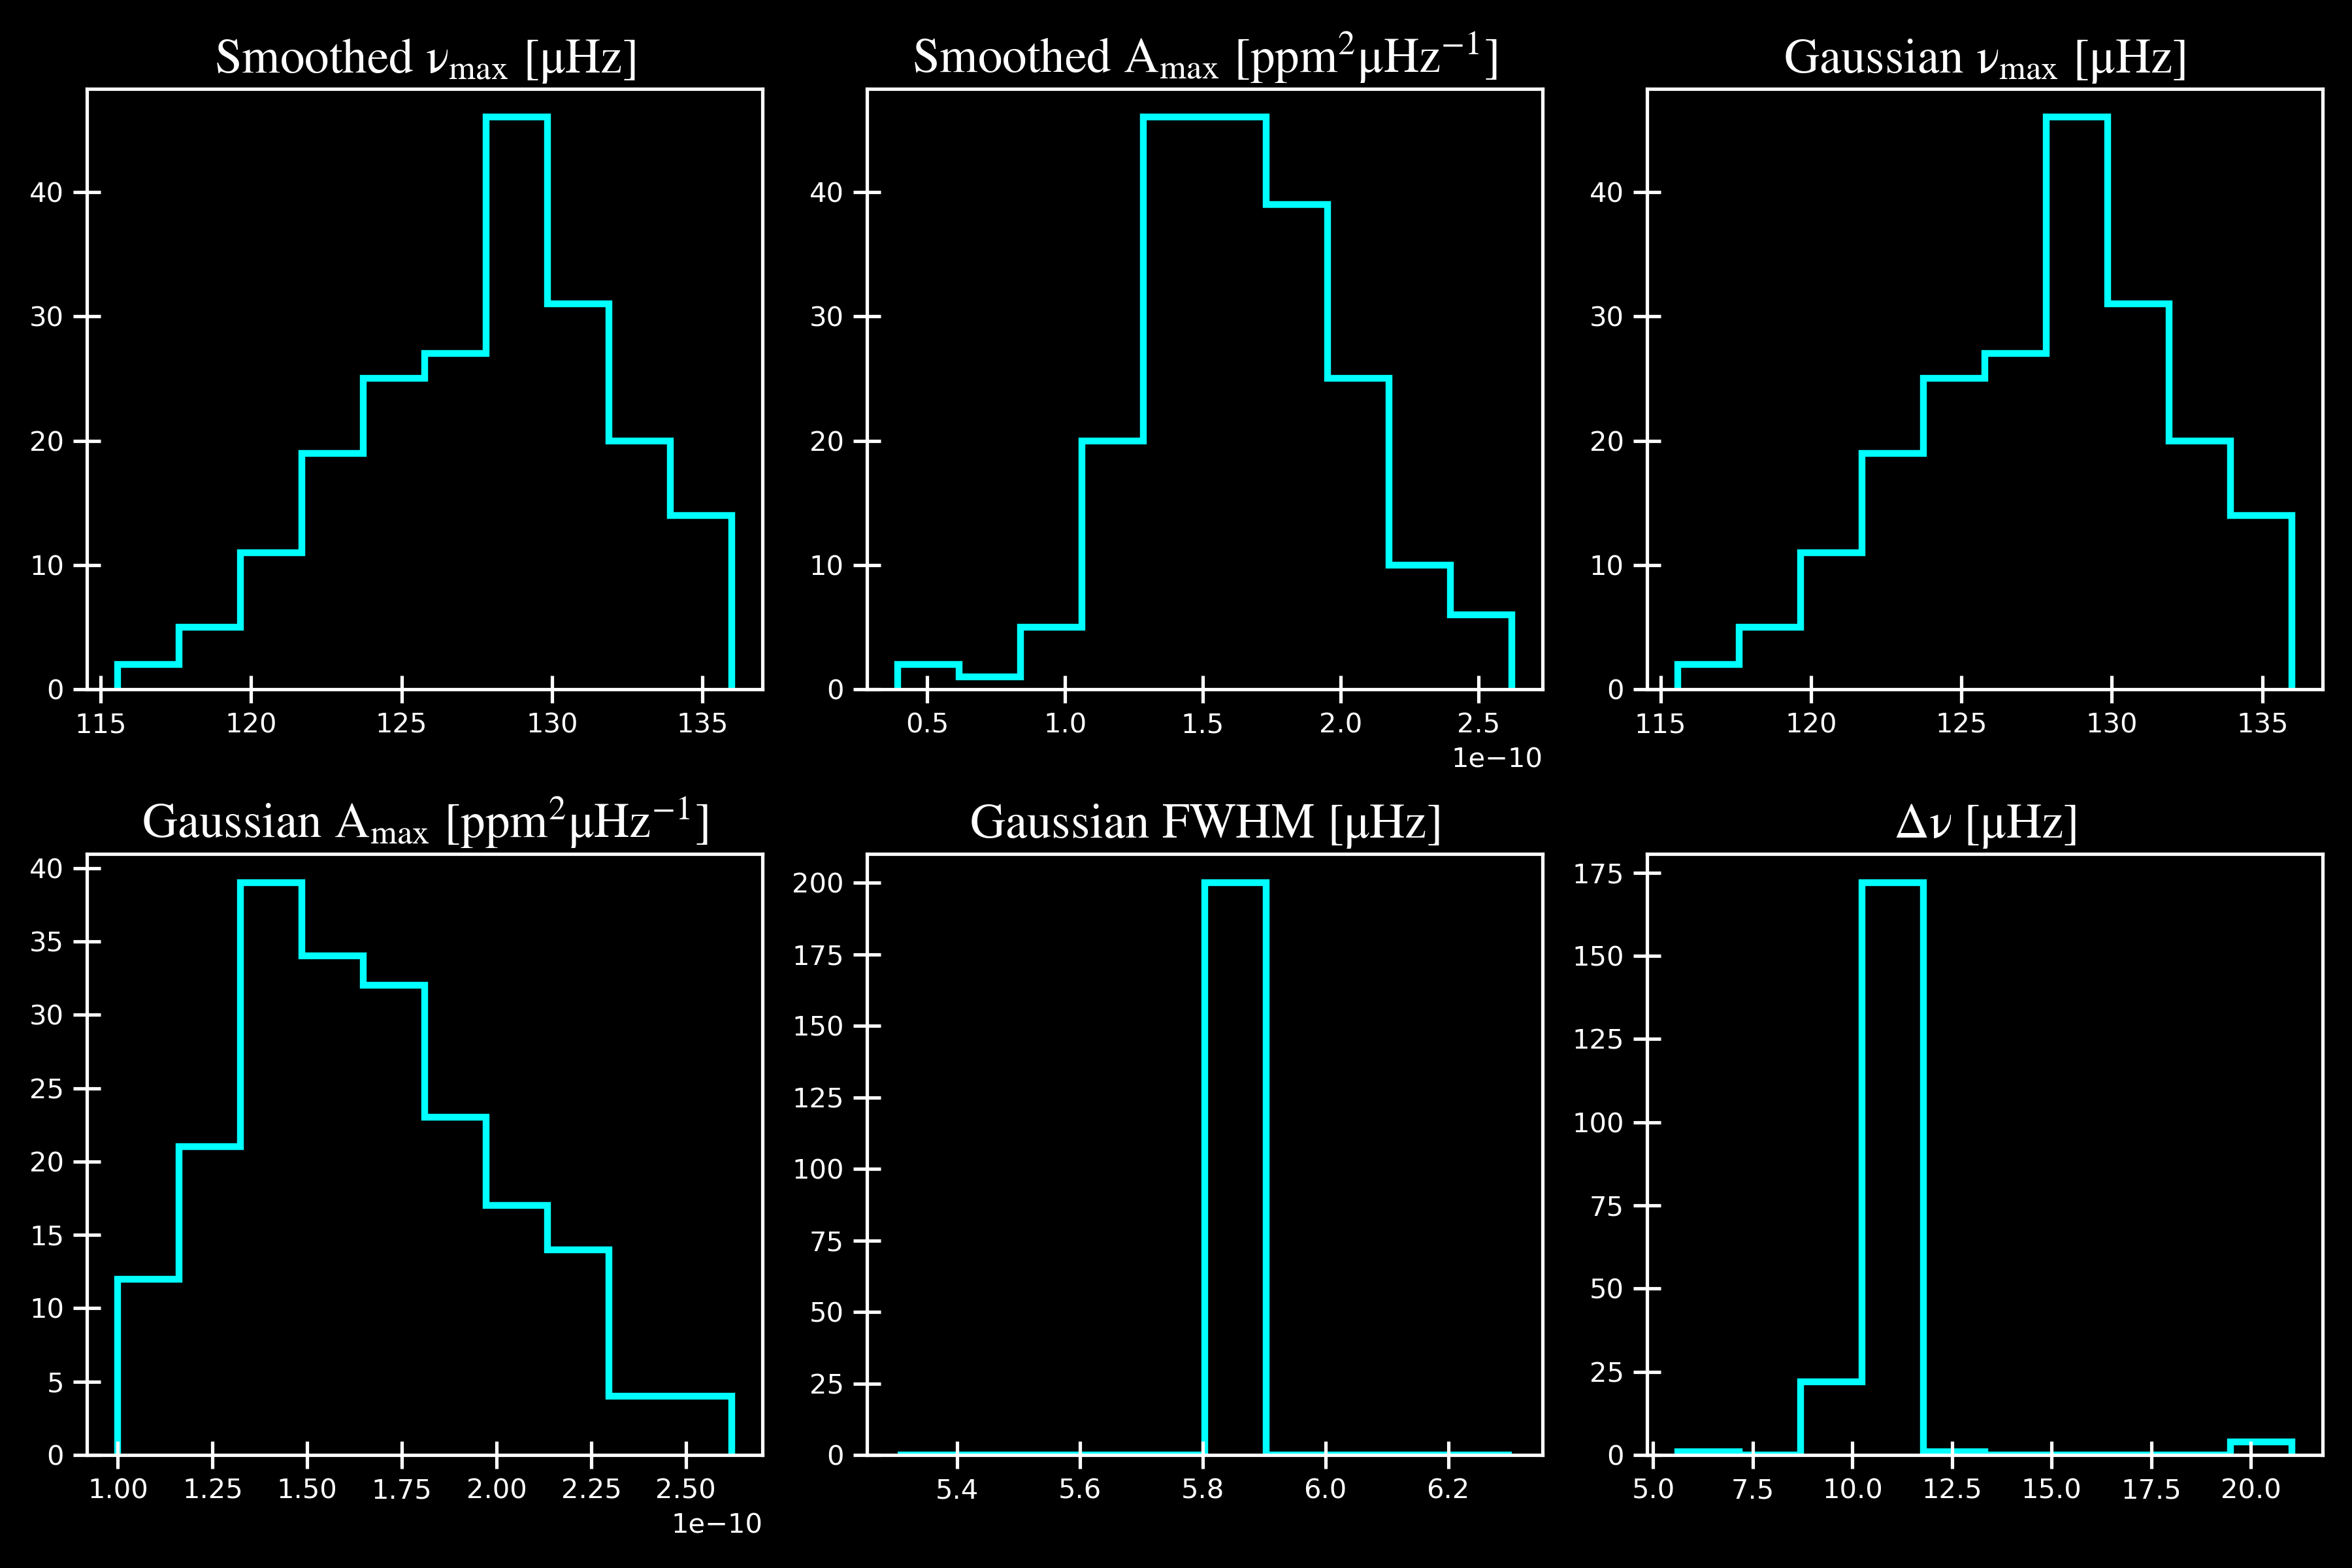 Smoothed νmax [μHz]
Smoothed Amax [ppm²μHz⁻¹]
Gaussian νmax [μHz]
40
30
20
10
0
115 120 125 130 135
40
30
20
10
0
0.5 1.0 1.5 2.0 2.5
1e−10
40
30
20
10
0
115 120 125 130 135
Gaussian Amax [ppm²μHz⁻¹]
Gaussian FWHM [μHz]
Δν [μHz]
40
35
30
25
20
15
10
5
0
1.00 1.25 1.50 1.75 2.00 2.25 2.50
1e−10
200
175
150
125
100
75
50
25
0
5.4 5.6 5.8 6.0 6.2
175
150
125
100
75
50
25
0
5.0 7.5 10.0 12.5 15.0 17.5 20.0